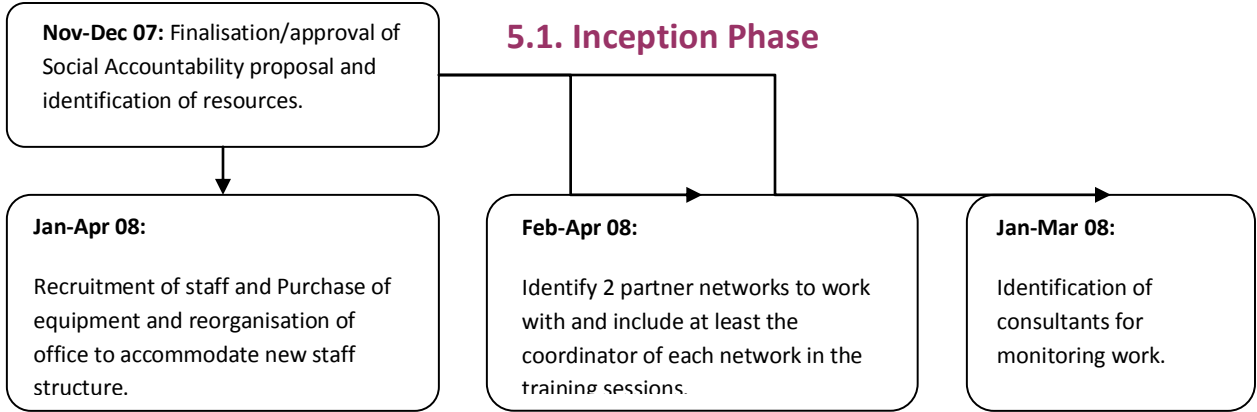 Nov-Dec 07: Finalisation/approval of
Social Accountability proposal and
identification of resources.
5.1. Inception Phase
Jan-Apr 08:
Recruitment of staff and Purchase of
equipment and reorganisation of
office to accommodate new staff
structure.
Feb-Apr 08:
Identify 2 partner networks to work
with and include at least the
coordinator of each network in the
training sessions.
Jan-Mar 08:
Identification of
consultants for
monitoring work.